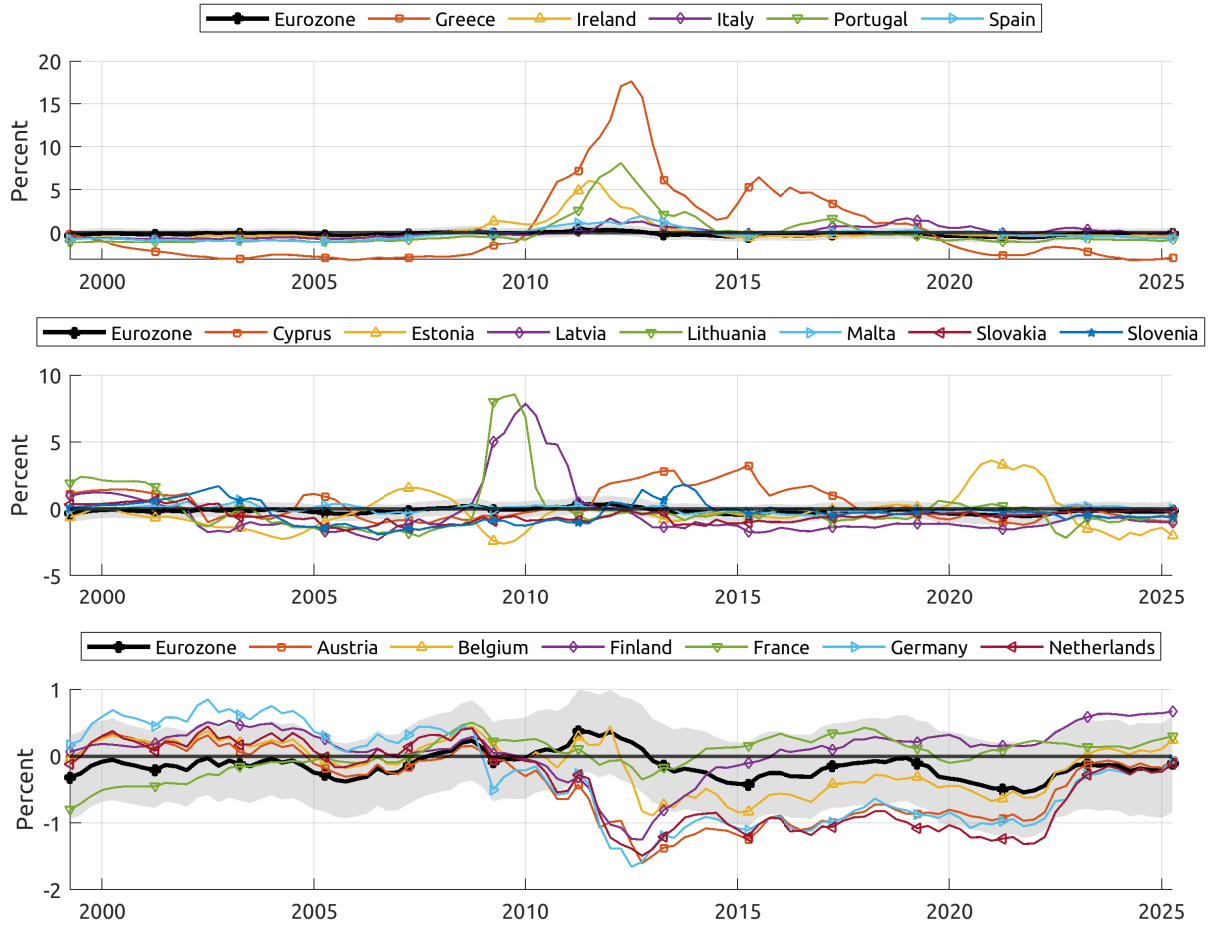 Eurozone Greece Ireland Italy Portugal Spain
20
15
10
5
0
Percent
2000 2005 2010 2015 2020 2025
Eurozone Cyprus Estonia Latvia Lithuania Malta Slovakia Slovenia
10
5
0
-5
Percent
2000 2005 2010 2015 2020 2025
Eurozone Austria Belgium Finland France Germany Netherlands
1
0
-1
-2
Percent
2000 2005 2010 2015 2020 2025